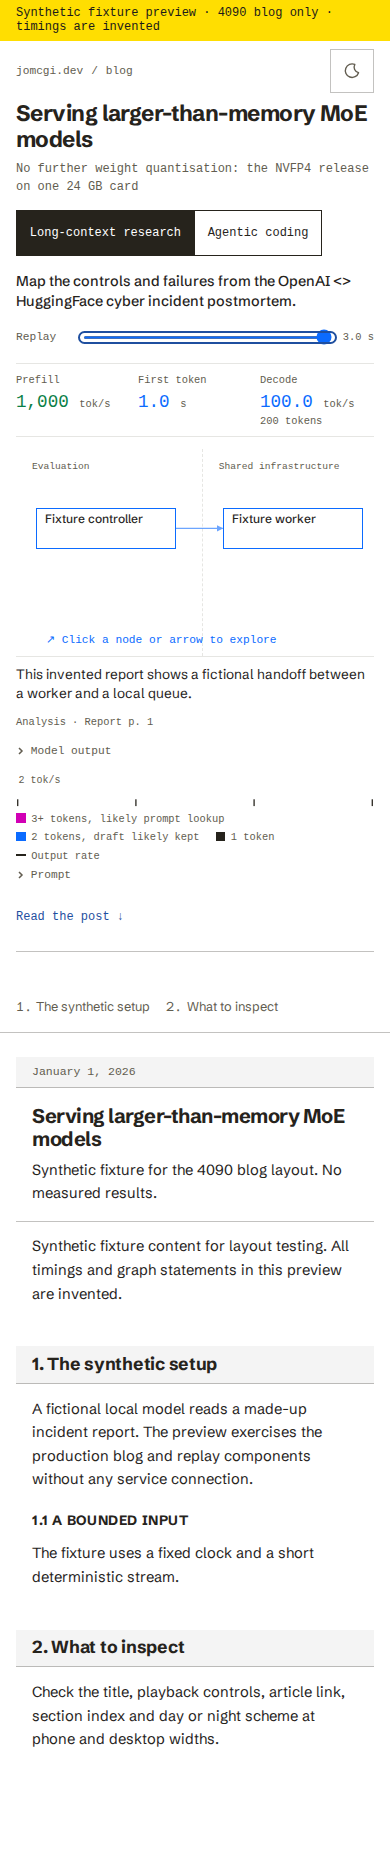 Synthetic fixture preview · 4090 blog only ·
timings are invented
jomcgi.dev / blog
Serving larger-than-memory MoE
models
No further weight quantisation: the NVFP4 release
on one 24 GB card
Long-context research
Agentic coding
Map the controls and failures from the OpenAI <>
HuggingFace cyber incident postmortem.
Replay
3.0 s
Prefill
First token
Decode
1,000 tok/s
1.0 s
100.0 tok/s
200 tokens
Evaluation
Shared infrastructure
Fixture controller
Fixture worker
↗ Click a node or arrow to explore
This invented report shows a fictional handoff between
a worker and a local queue.
Analysis · Report p. 1
› Model output
2 tok/s
3+ tokens, likely prompt lookup
2 tokens, draft likely kept
1 token
Output rate
› Prompt
Read the post ↓
1. The synthetic setup
2. What to inspect
January 1, 2026
Serving larger-than-memory MoE
models
Synthetic fixture for the 4090 blog layout. No
measured results.
Synthetic fixture content for layout testing. All
timings and graph statements in this preview
are invented.
1. The synthetic setup
A fictional local model reads a made-up
incident report. The preview exercises the
production blog and replay components
without any service connection.
1.1 A BOUNDED INPUT
The fixture uses a fixed clock and a short
deterministic stream.
2. What to inspect
Check the title, playback controls, article link,
section index and day or night scheme at
phone and desktop widths.